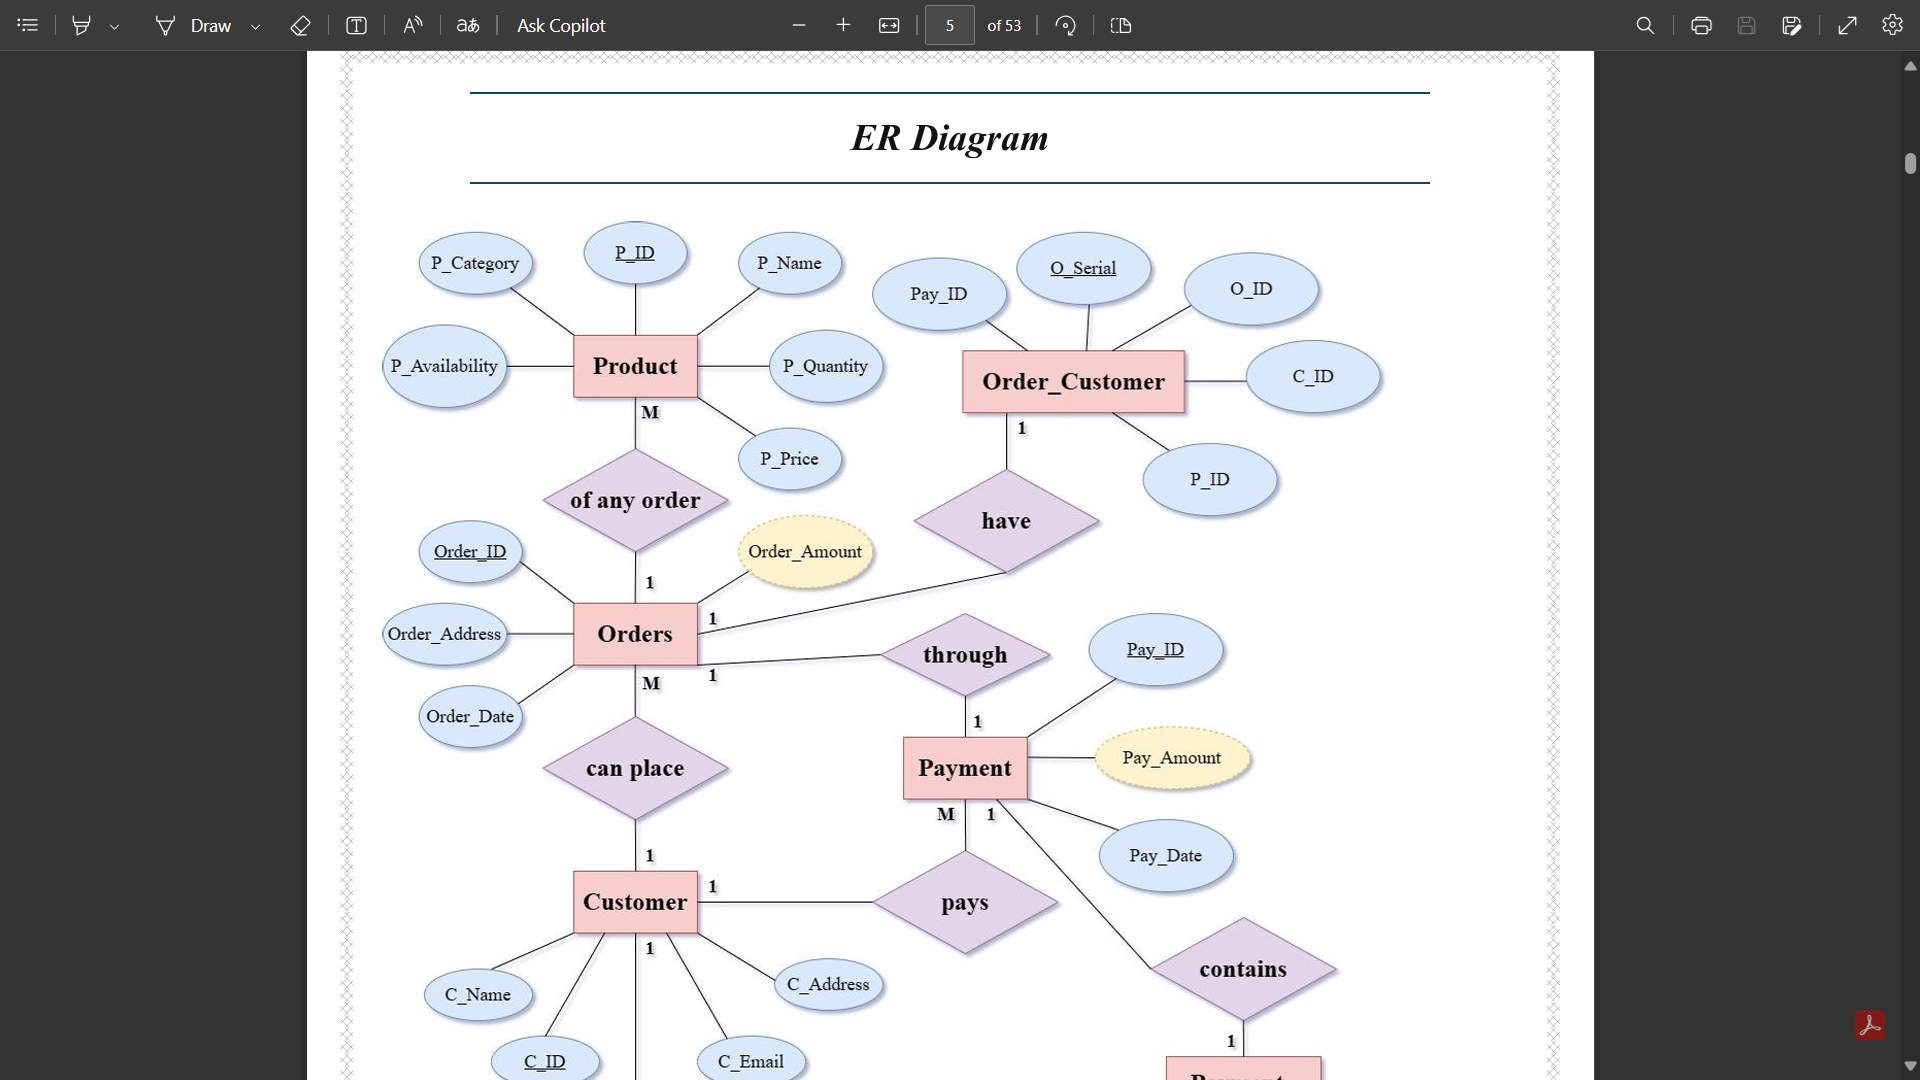 Draw
Ask Copilot
5 of 53
ER Diagram
P_Category
P_ID
P_Name
P_Availability
Product
P_Quantity
M
P_Price
of any order
1
Pay_ID
O_Serial
O_ID
Order_Customer
C_ID
1
P_ID
have
Order_ID
Order_Amount
Order_Address
Orders
1
Order_Date
M
1
through
1
Pay_ID
Payment
Pay_Amount
M 1
Pay_Date
can place
1
Customer
1
pays
1
C_Name
C_ID
C_Email
C_Address
contains
1